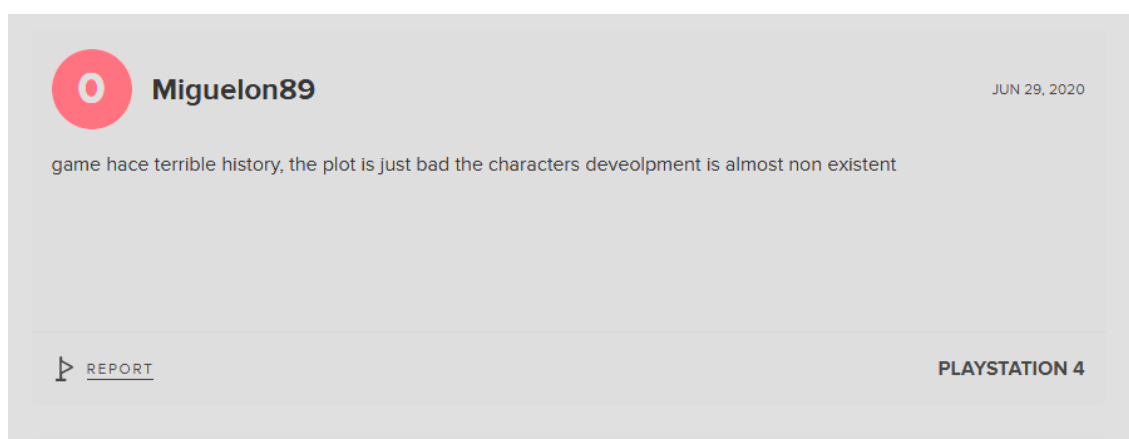 0
Miguelon89
JUN 29, 2020
game hace terrible history, the plot is just bad the characters deveolpment is almost non existent
REPORT
PLAYSTATION 4